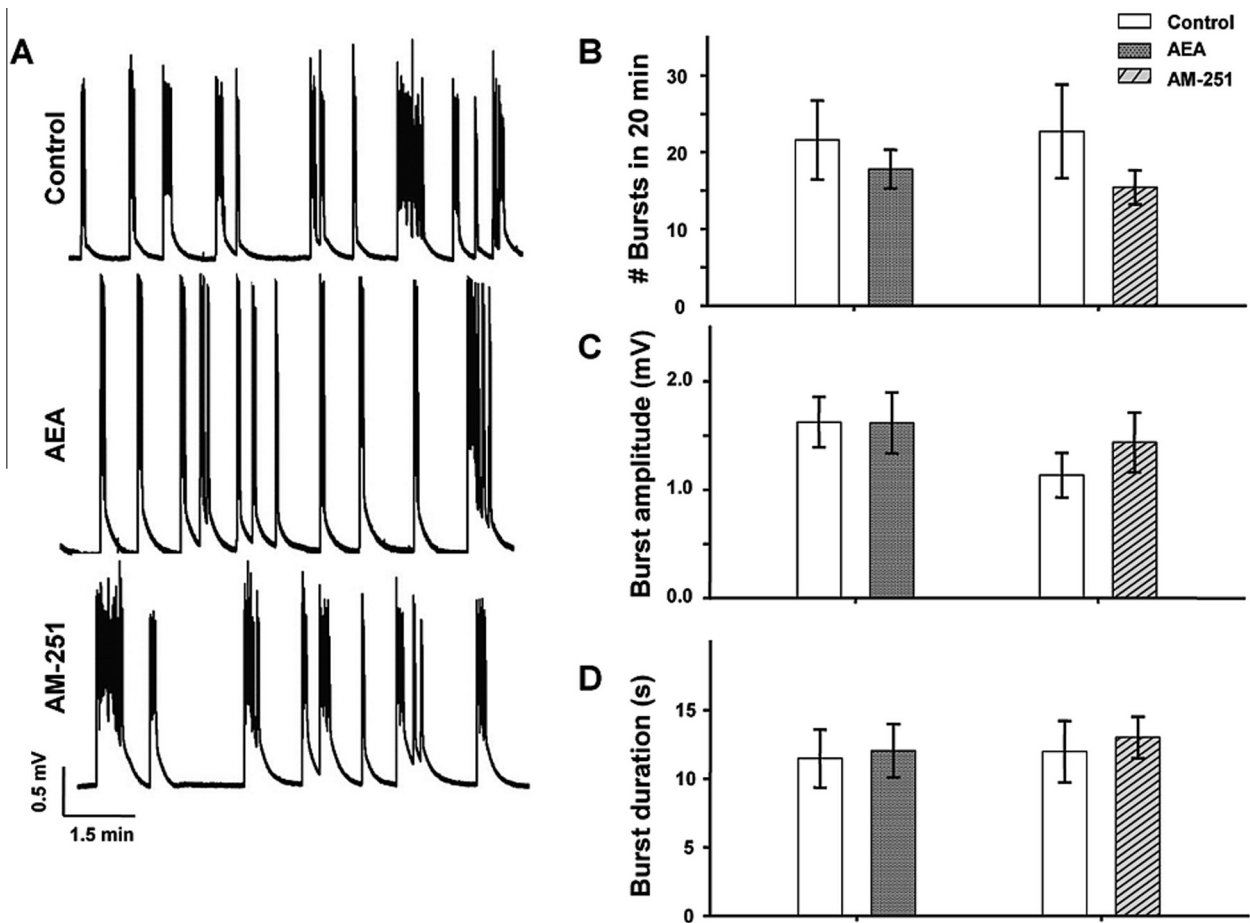 A
Control
AEA
AM-251
0.5 mV
1.5 min
Control
AEA
AM-251
B
# Bursts in 20 min
30
20
10
0
C
Burst amplitude (mV)
2.0
1.0
0.0
D
Burst duration (s)
15
10
5
0